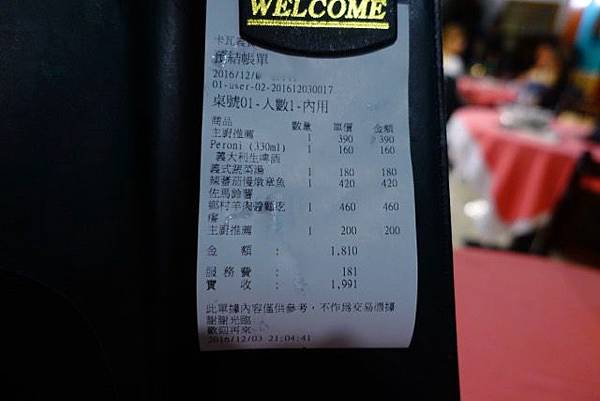 WELCOME
預結帳單
2016/12/
01-user-02-201612030017
桌號01-人數1-內用
商品 數量 單價 金額
主廚推薦 1 390 390
Peroni (330ml) 1 160 160
義大利生啤酒
義式蔬菜湯 1 180 180
辣蕃茄慢燉章魚 1 420 420
佐馬鈴薯
鄉村羊肉醬麵吃 1 460 460
主廚推薦 1 200 200
金 額 : 1,810
服 務 費 : 181
實 收 : 1,991
此單據內容僅供參考，不作為交易憑據
謝謝光臨
歡迎再來
2016/12/03 21:04:41